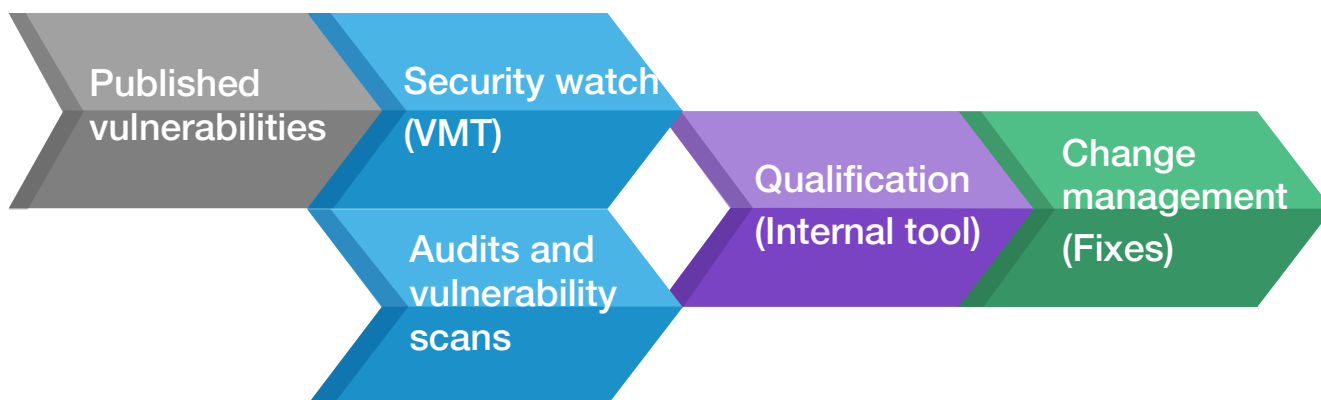 Published
vulnerabilities
Security watch
(VMT)
Audits and
vulnerability
scans
Qualification
(Internal tool)
Change
management
(Fixes)